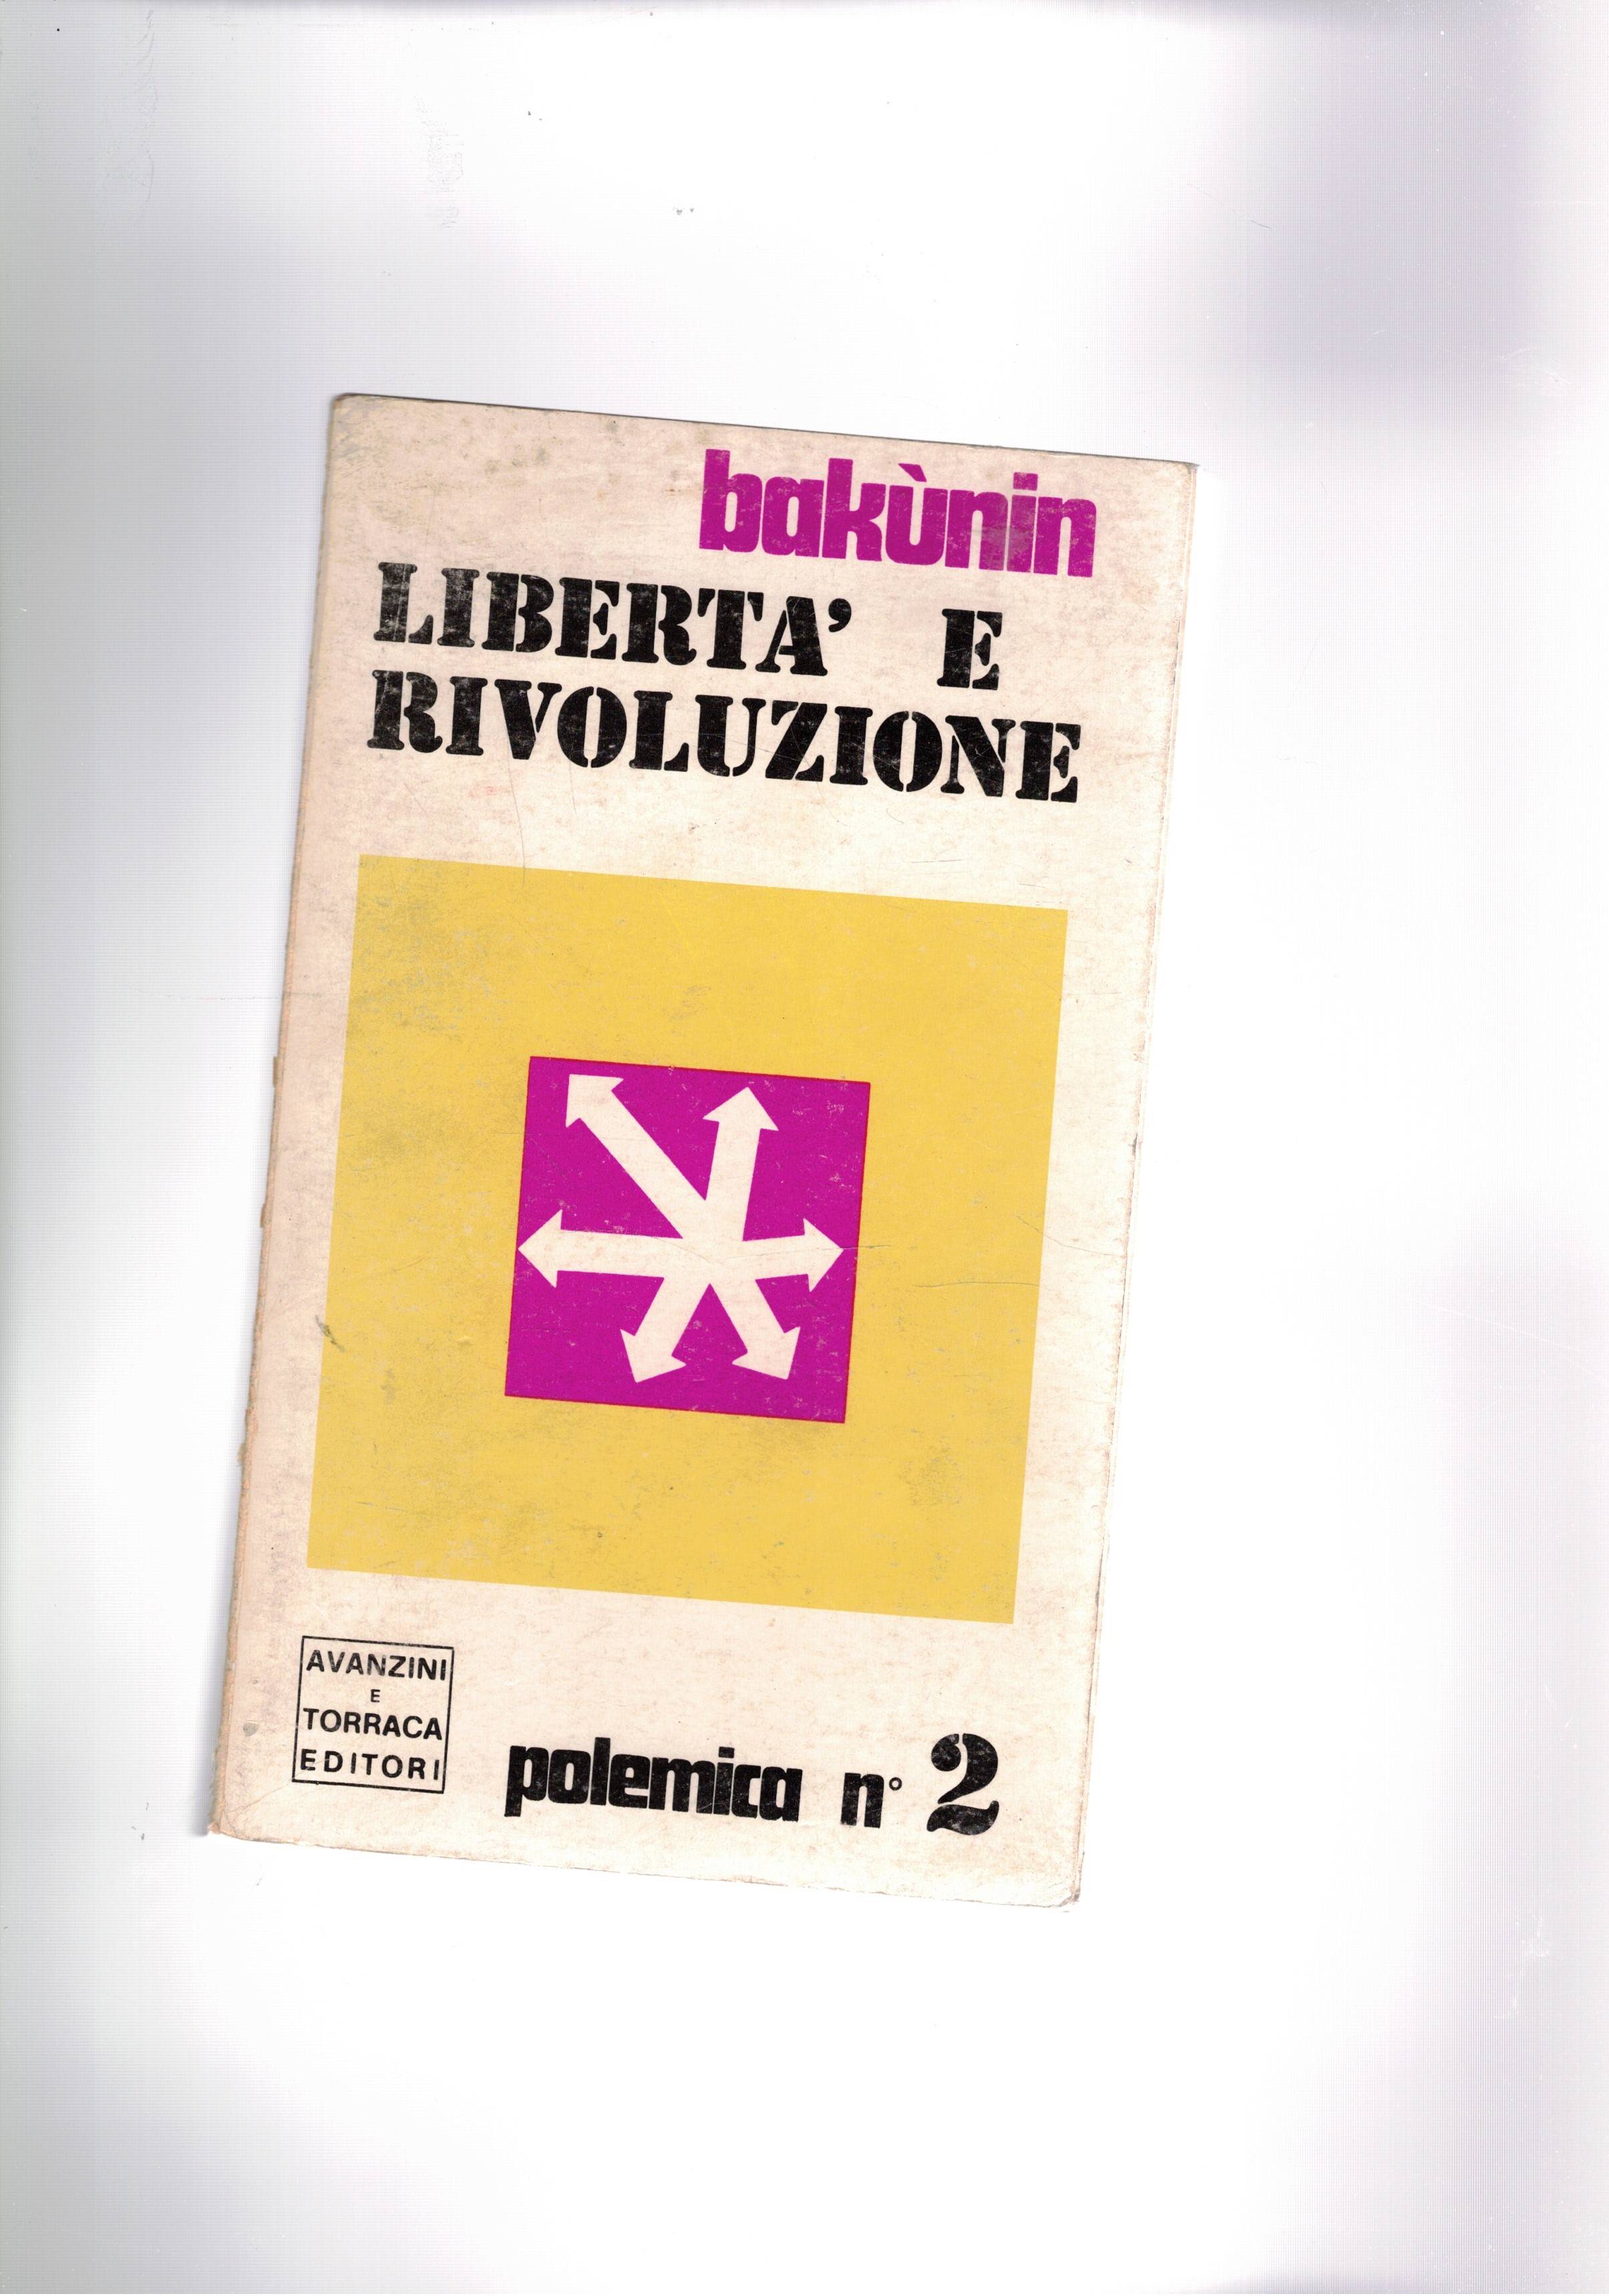 bakùnin
LIBERTA' E
RIVOLUZIONE
AVANZINI
E
TORRACA
EDITORI
polemica n° 2